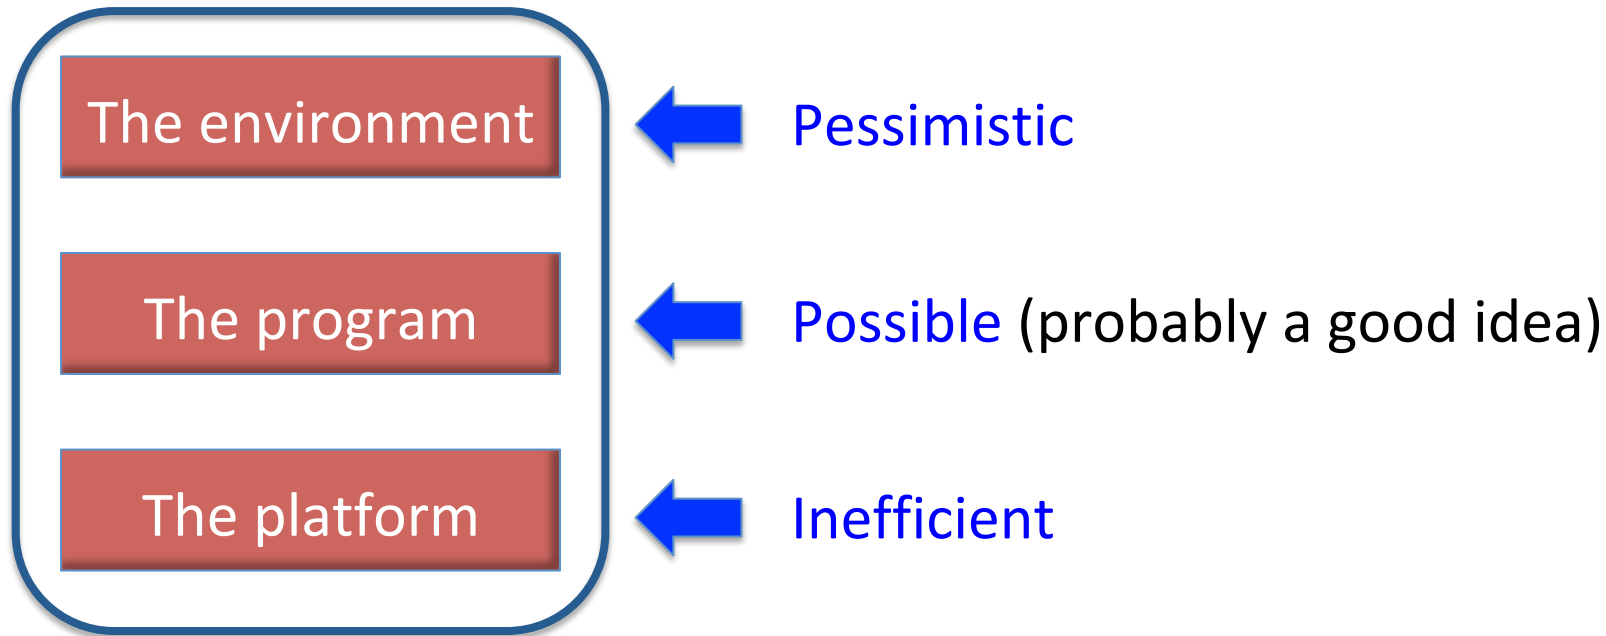 The environment
Pessimistic
The program
Possible (probably a good idea)
The platform
Inefficient